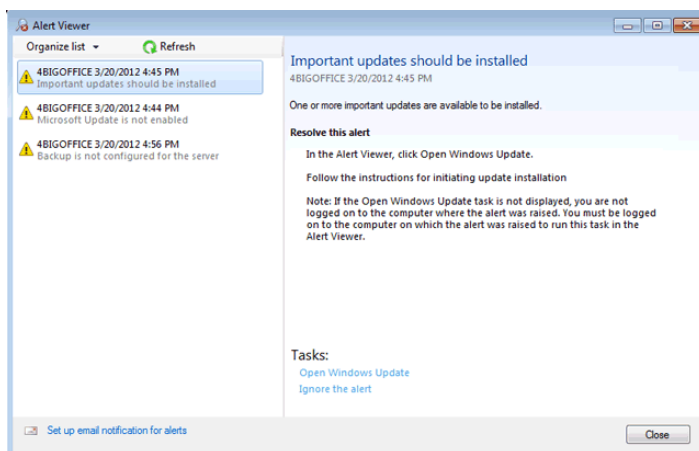 Alert Viewer
Organize list
Refresh
4BIGOFFICE 3/20/2012 4:45 PM
Important updates should be installed
4BIGOFFICE 3/20/2012 4:44 PM
Microsoft Update is not enabled
4BIGOFFICE 3/20/2012 4:56 PM
Backup is not configured for the server
Important updates should be installed
4BIGOFFICE 3/20/2012 4:45 PM
One or more important updates are available to be installed.
Resolve this alert
In the Alert Viewer, click Open Windows Update.
Follow the instructions for initiating update installation
Note: If the Open Windows Update task is not displayed, you are not
logged on to the computer where the alert was raised. You must be logged
on to the computer on which the alert was raised to run this task in the
Alert Viewer.
Tasks:
Open Windows Update
Ignore the alert
Set up email notification for alerts
Close